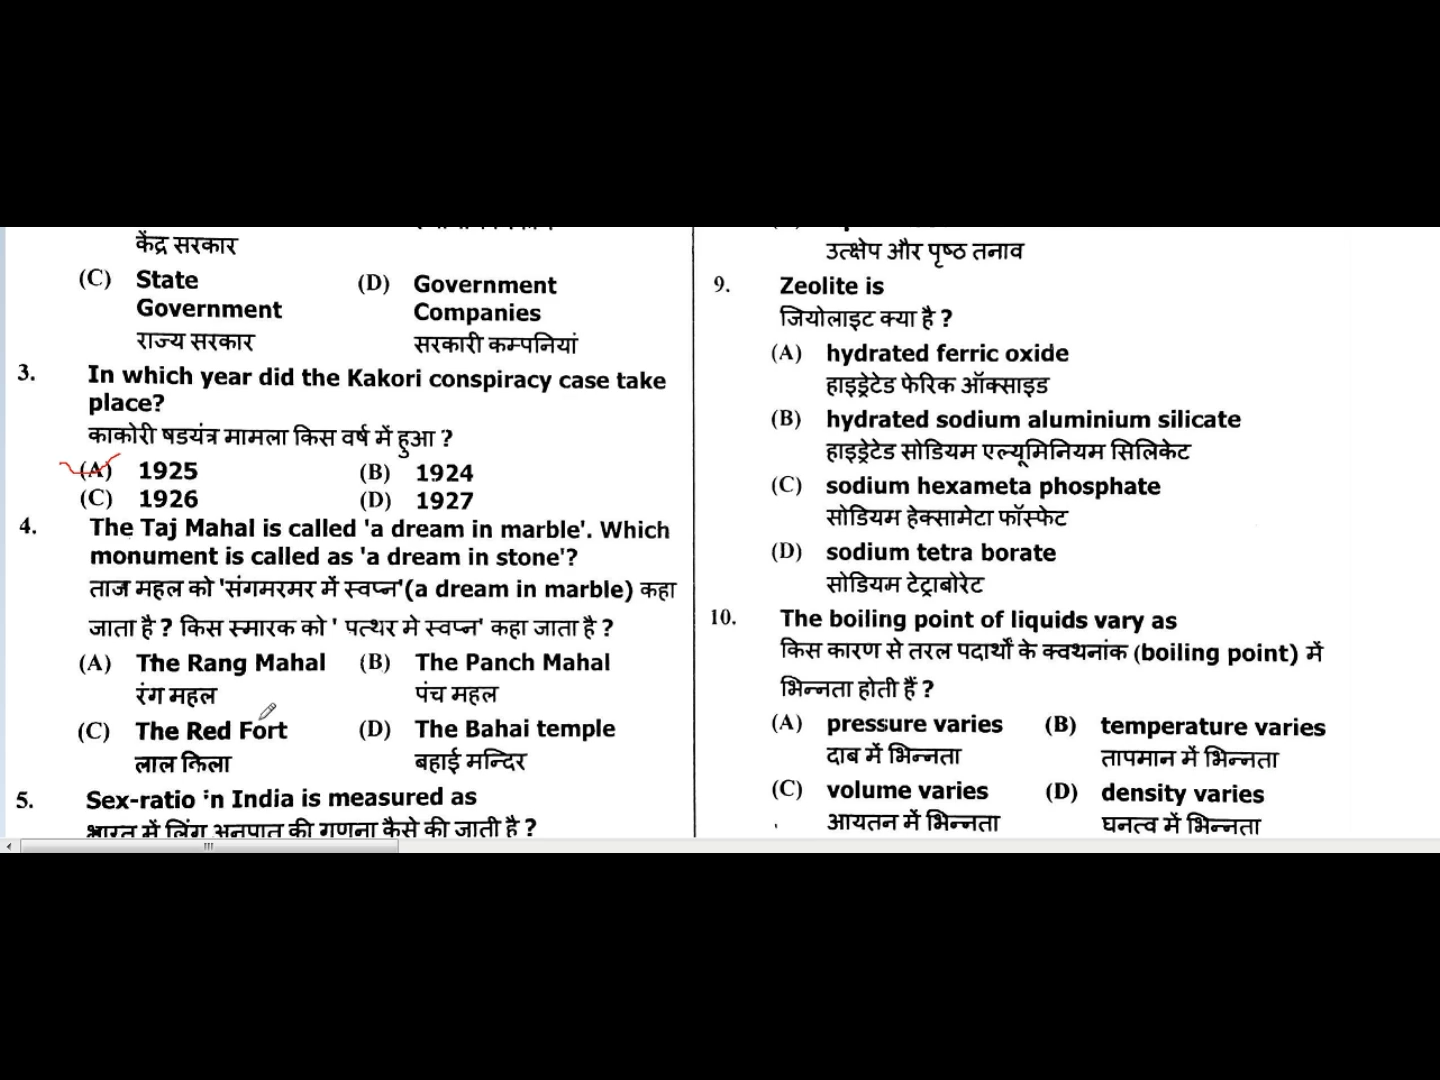 केंद्र सरकार
(C) State Government
राज्य सरकार
(D) Government Companies
सरकारी कम्पनियां
3. In which year did the Kakori conspiracy case take
place?
काकोरी षडयंत्र मामला किस वर्ष में हुआ ?
(A) 1925 (B) 1924
(C) 1926 (D) 1927
4. The Taj Mahal is called 'a dream in marble'. Which
monument is called as 'a dream in stone'?
ताज महल को 'संगमरमर में स्वप्न'(a dream in marble) कहा
जाता है ? किस स्मारक को ' पत्थर मे स्वप्न' कहा जाता है ?
(A) The Rang Mahal (B) The Panch Mahal
रंग महल पंच महल
(C) The Red Fort (D) The Bahai temple
लाल किला बहाई मन्दिर
5. Sex-ratio in India is measured as
भारत में लिंग अनुपात की गणना कैसे की जाती है ?
उत्क्षेप और पृष्ठ तनाव
9. Zeolite is
जियोलाइट क्या है ?
(A) hydrated ferric oxide
हाइड्रेटेड फेरिक ऑक्साइड
(B) hydrated sodium aluminium silicate
हाइड्रेटेड सोडियम एल्यूमिनियम सिलिकेट
(C) sodium hexameta phosphate
सोडियम हेक्सामेटा फॉस्फेट
(D) sodium tetra borate
सोडियम टेट्राबोरेट
10. The boiling point of liquids vary as
किस कारण से तरल पदार्थों के क्वथनांक (boiling point) में
भिन्नता होती हैं ?
(A) pressure varies (B) temperature varies
दाब में भिन्नता तापमान में भिन्नता
(C) volume varies (D) density varies
आयतन में भिन्नता घनत्व में भिन्नता